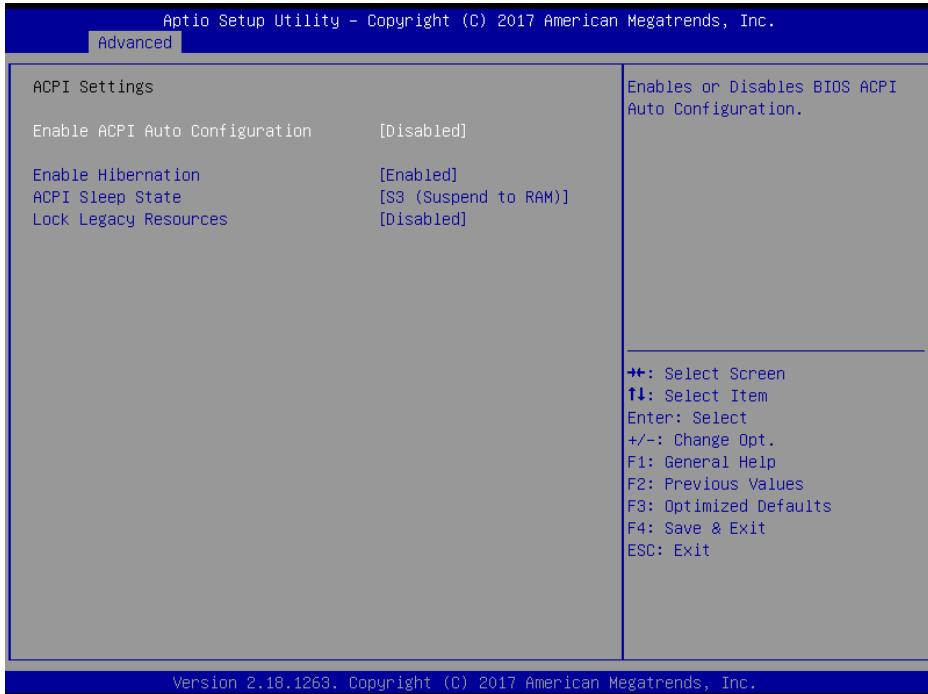 Aptio Setup Utility – Copyright (C) 2017 American Megatrends, Inc.
Advanced
ACPI Settings
Enable ACPI Auto Configuration [Disabled]
Enable Hibernation [Enabled]
ACPI Sleep State [S3 (Suspend to RAM)]
Lock Legacy Resources [Disabled]
Enables or Disables BIOS ACPI
Auto Configuration.
→←: Select Screen
↑↓: Select Item
Enter: Select
+/-: Change Opt.
F1: General Help
F2: Previous Values
F3: Optimized Defaults
F4: Save & Exit
ESC: Exit
Version 2.18.1263. Copyright (C) 2017 American Megatrends, Inc.